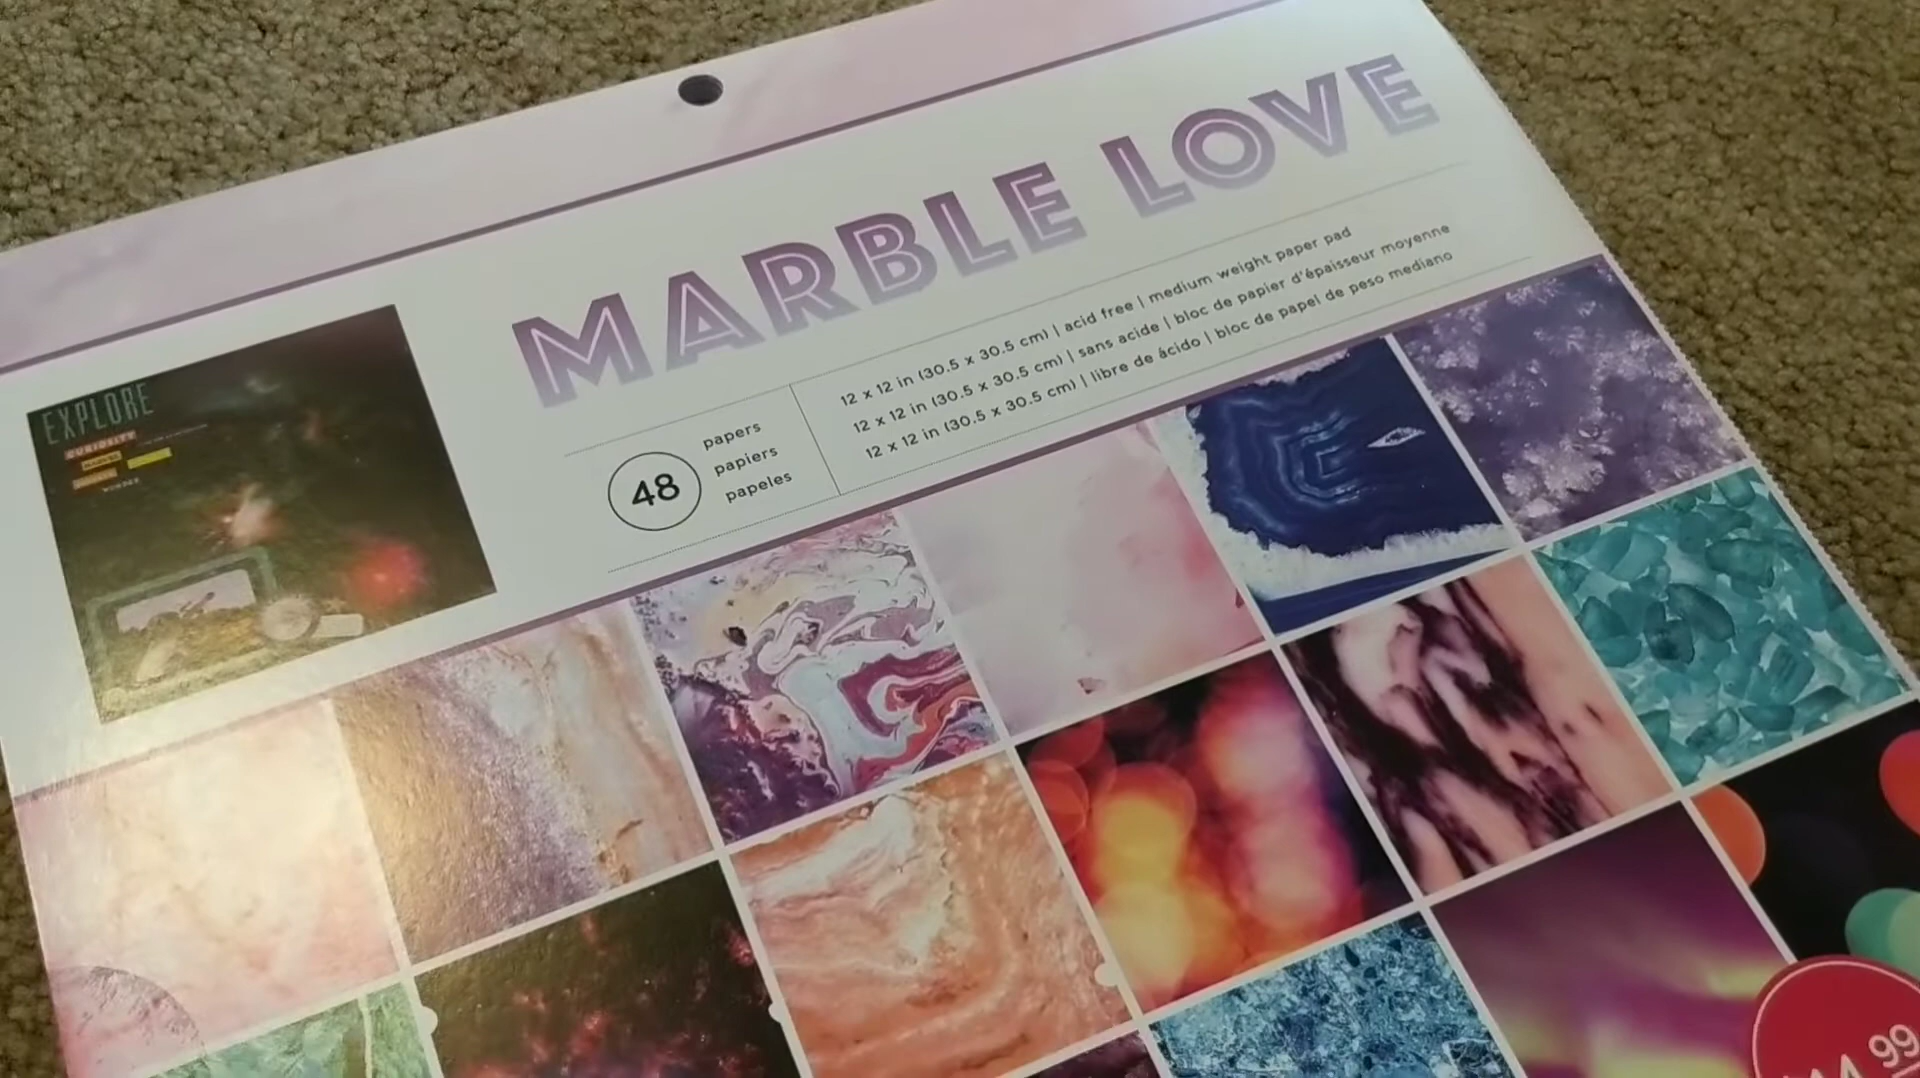 MARBLE LOVE
48
papers
papiers
papeles
12 x 12 in (30.5 x 30.5 cm) | acid free | medium weight paper pad
12 x 12 in (30.5 x 30.5 cm) | sans acide | bloc de papier d'épaisseur moyenne
12 x 12 in (30.5 x 30.5 cm) | libre de ácido | bloc de papel de peso mediano
EXPLORE
CURIOSITY
WONDER
99